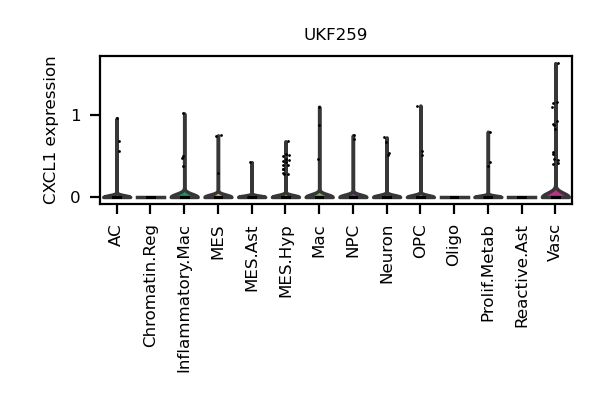 UKF259
CXCL1 expression
1
0
AC
Chromatin.Reg
Inflammatory.Mac
MES
MES.Ast
MES.Hyp
Mac
NPC
Neuron
OPC
Oligo
Prolif.Metab
Reactive.Ast
Vasc